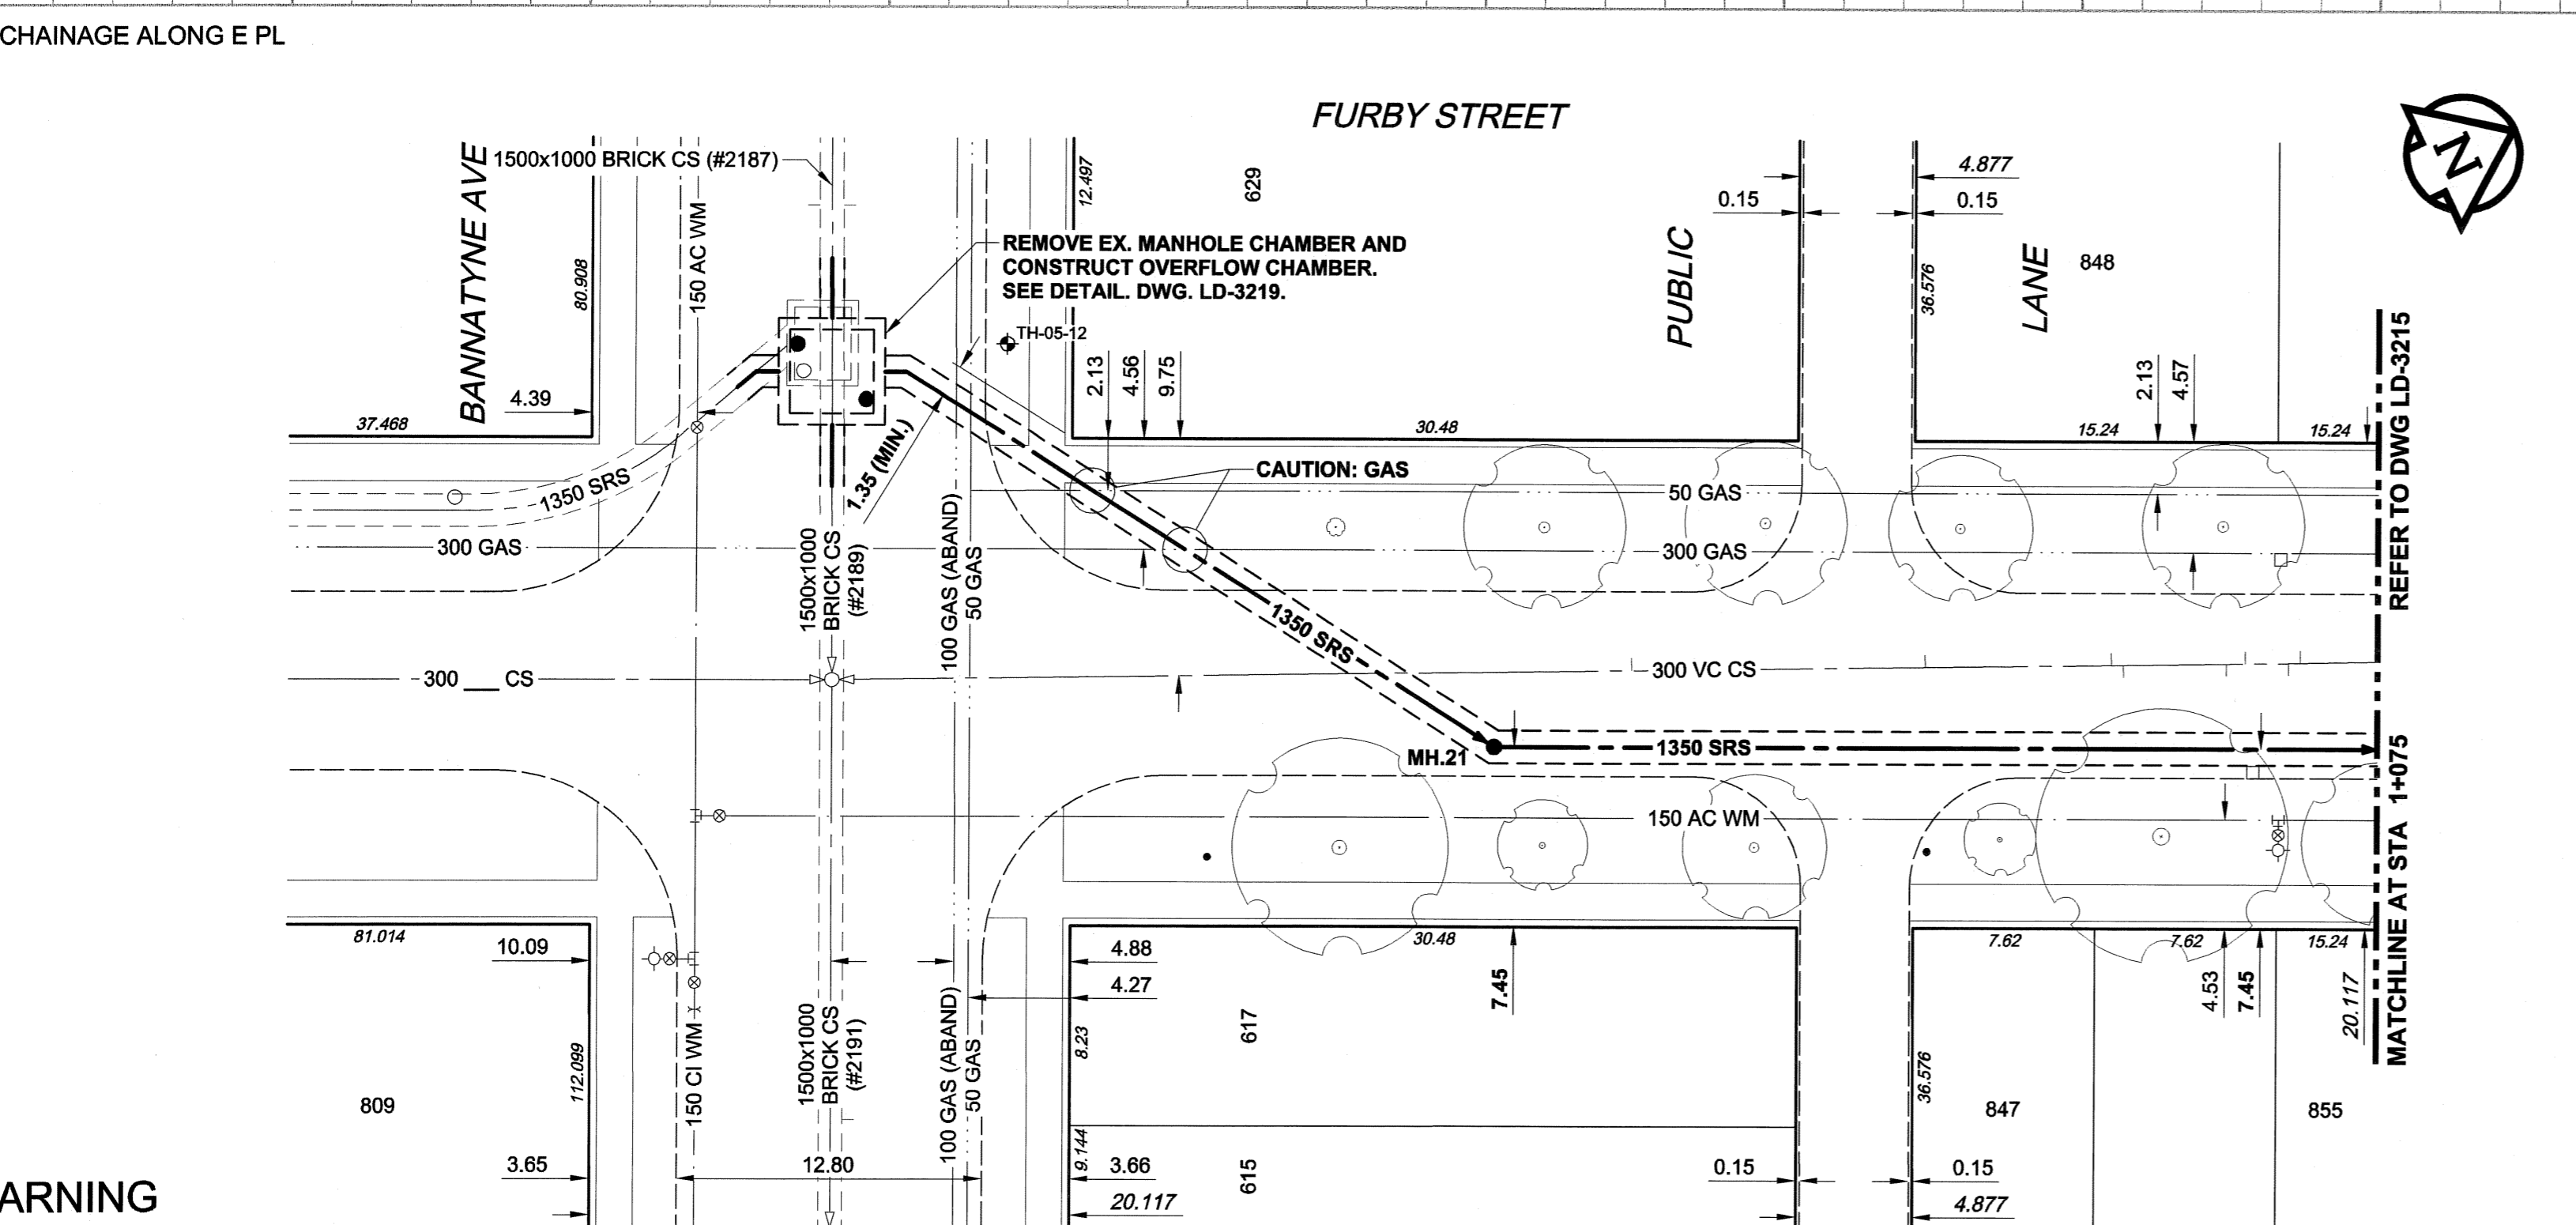 CHAINAGE ALONG E PL
FURBY STREET
N
BANNATYNE AVE
1500x1000 BRICK CS (#2187)
150 AC WM
80.908
12.497
629
REMOVE EX. MANHOLE CHAMBER AND
CONSTRUCT OVERFLOW CHAMBER.
SEE DETAIL. DWG. LD-3219.
TH-05-12
PUBLIC
LANE
0.15
4.877
0.15
36.576
848
4.39
37.468
2.13
4.56
9.75
30.48
2.13
4.57
15.24
15.24
REFER TO DWG LD-3215
1.35 (MIN.)
CAUTION: GAS
1350 SRS
50 GAS
300 GAS
300 GAS
1500x1000
BRICK CS
(#2189)
100 GAS (ABAND)
50 GAS
1350 SRS
300 ___ CS
300 VC CS
MH.21
1350 SRS
MATCHLINE AT STA 1+075
150 AC WM
81.014
10.09
4.88
4.27
30.48
7.45
7.62
7.62
15.24
4.53
7.45
20.117
150 CI WM
1500x1000
BRICK CS
(#2191)
100 GAS (ABAND)
50 GAS
8.23
617
36.576
847
855
809
112.099
3.65
12.80
9.144
3.66
615
20.117
0.15
0.15
4.877
ARNING